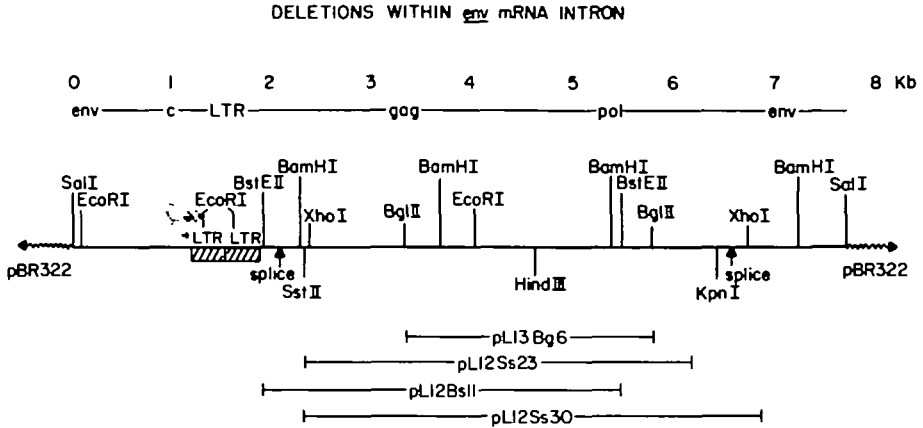 DELETIONS WITHIN env mRNA INTRON
0 1 2 3 4 5 6 7 8 Kb
env c LTR gag pol env
BamHI BamHI BamHI BamHI
SalI EcoRI EcoRI BstEII XhoI BglII EcoRI BstEII BglII XhoI SalI
LTR LTR
pBR322 splice SstII HindIII KpnI splice pBR322
pL13Bg6
pL12Ss23
pL12Bs11
pL12Ss30